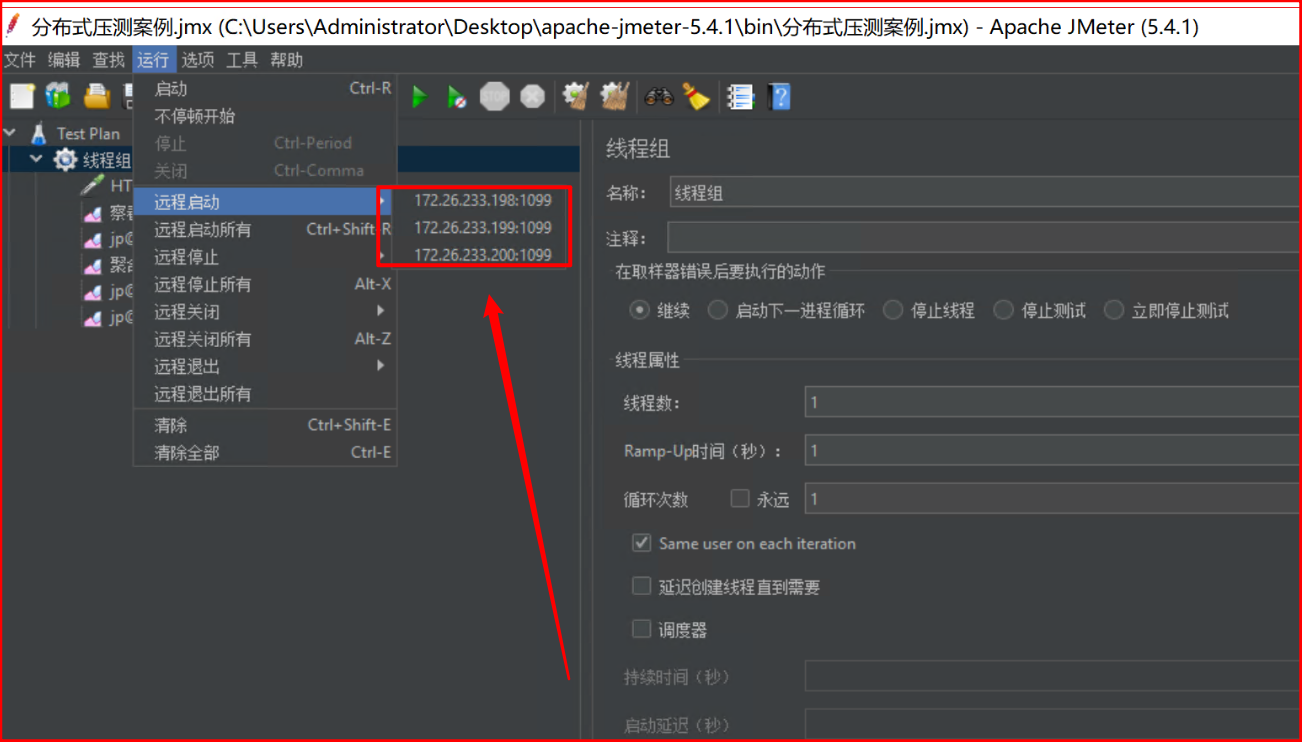 分布式压测案例.jmx (C:\Users\Administrator\Desktop\apache-jmeter-5.4.1\bin\分布式压测案例.jmx) - Apache JMeter (5.4.1)
文件 编辑 查找 运行 选项 工具 帮助
启动 Ctrl-R
不停顿开始
停止 Ctrl-Period
关闭 Ctrl-Comma
远程启动
远程启动所有 Ctrl+Shift-R
远程停止
远程停止所有 Alt-X
远程关闭
远程关闭所有 Alt-Z
远程退出
远程退出所有
清除 Ctrl+Shift-E
清除全部 Ctrl-E
172.26.233.198:1099
172.26.233.199:1099
172.26.233.200:1099
STOP
Test Plan
线程组
HT
察看
jp@
聚合
jp@
jp@
线程组
名称: 线程组
注释:
在取样器错误后要执行的动作
继续 启动下一进程循环 停止线程 停止测试 立即停止测试
线程属性
线程数: 1
Ramp-Up时间（秒）: 1
循环次数 永远 1
Same user on each iteration
延迟创建线程直到需要
调度器
持续时间（秒）
启动延迟（秒）